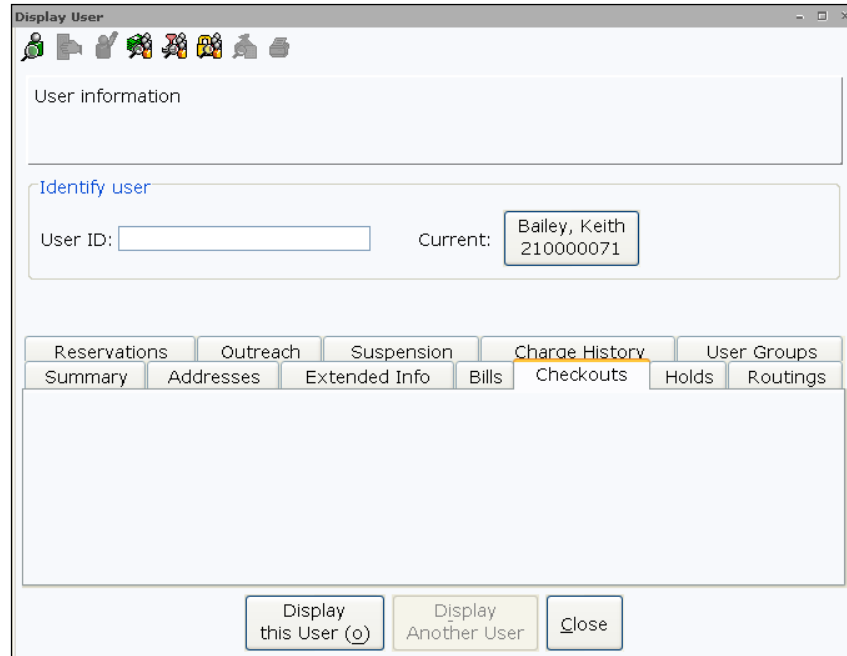 Display User
User information
Identify user
User ID:
Current:
Bailey, Keith
210000071
Reservations Outreach Suspension Charge History User Groups
Summary Addresses Extended Info Bills Checkouts Holds Routings
Display
this User (o)
Display
Another User
Close